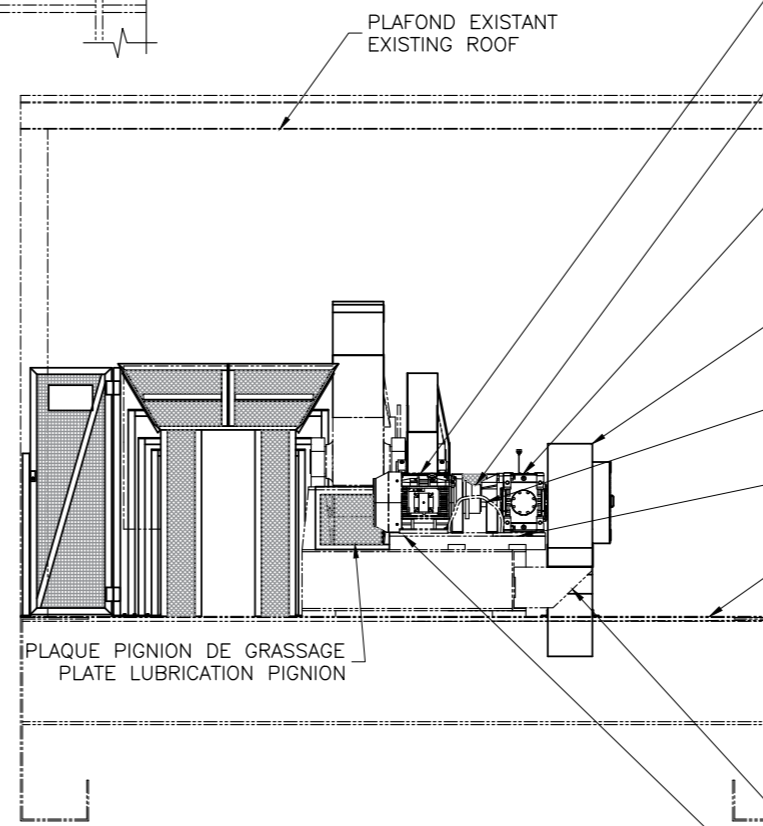 PLAFOND EXISTANT
EXISTING ROOF
PLAQUE PIGNION DE GRASSAGE
PLATE LUBRICATION PIGNION